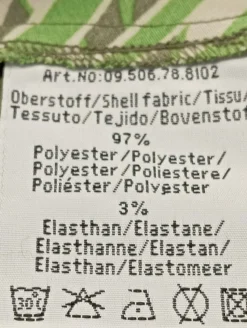 Art.No:09.506.78.8102
Oberstoff/Shell fabric/Tissu/
Tessuto/Tejido/Bovenstof
97%
Polyester/Polyester/
Polyester/Poliestere/
Poliéster/Polyester
3%
Elasthan/Elastane/
Elasthanne/Elastan/
Elasthan/Elastomeer
30°C